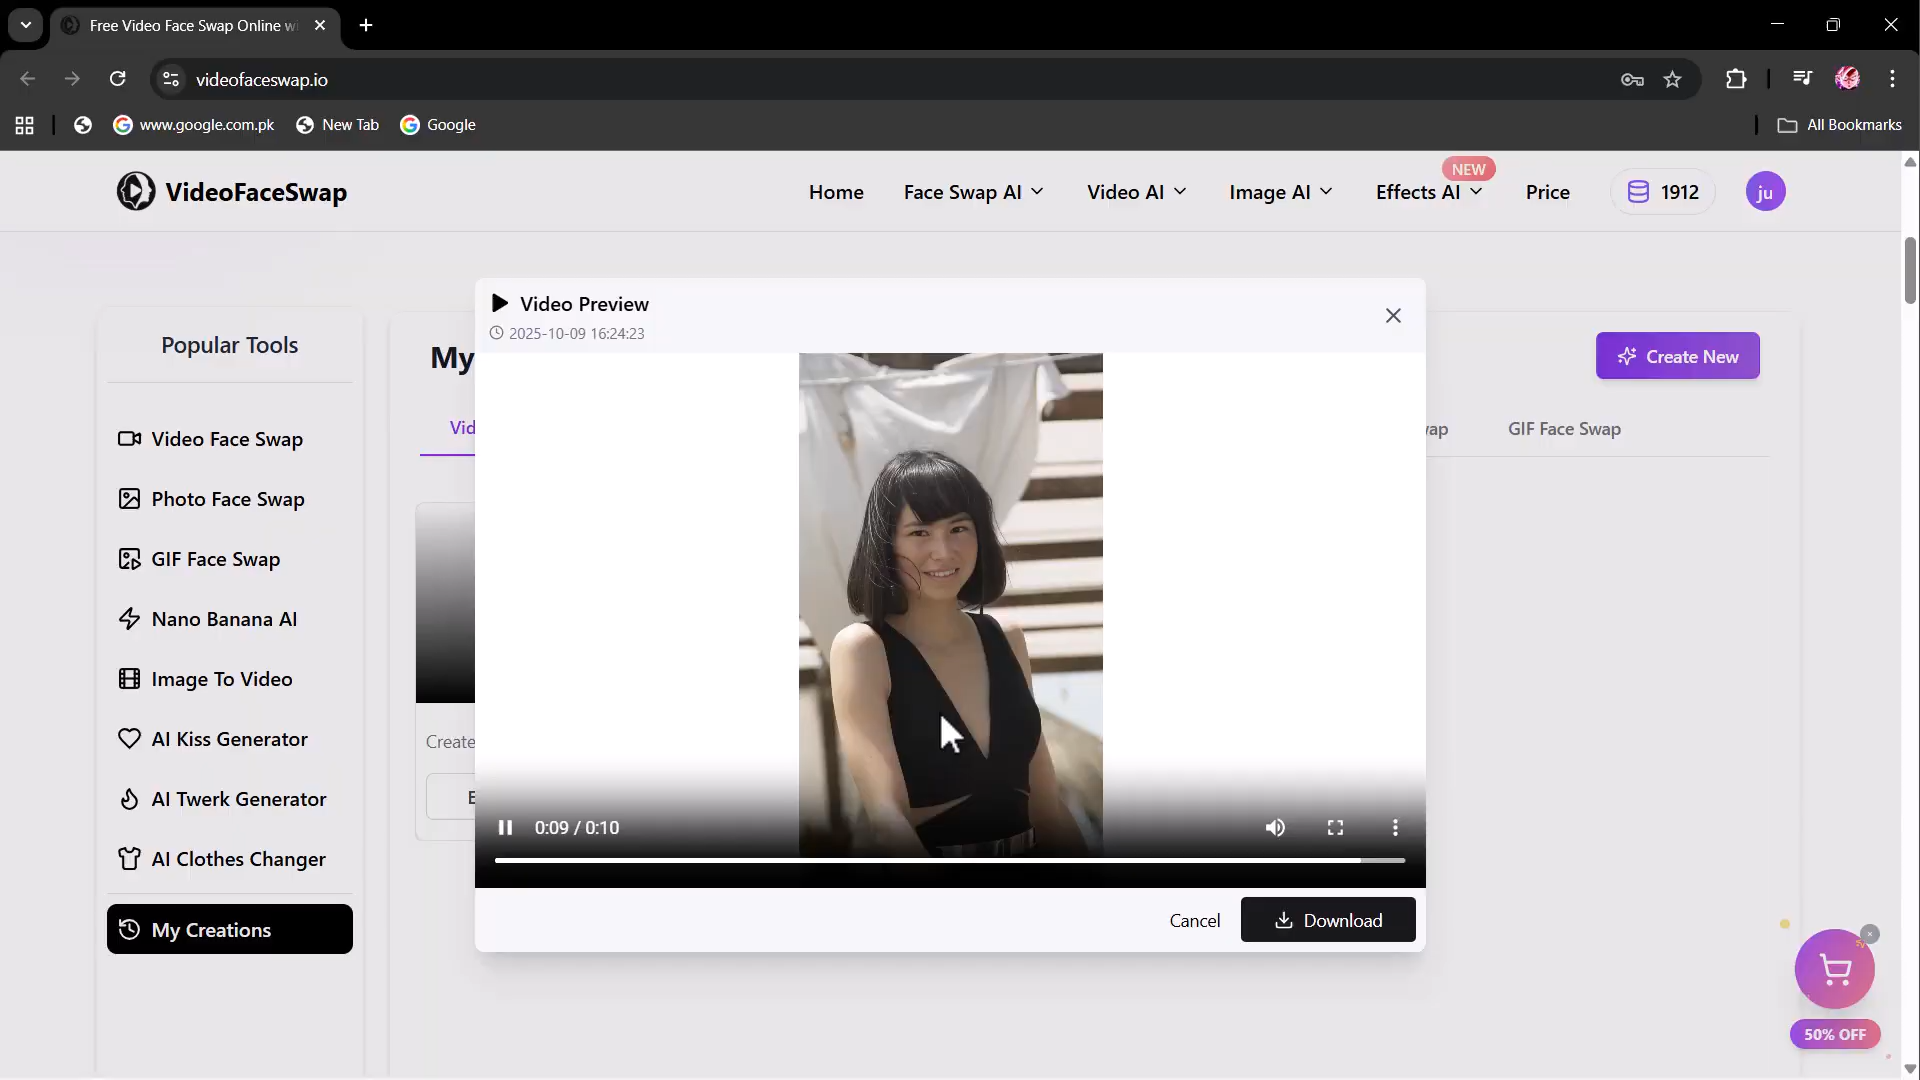 Free Video Face Swap Online wi
videofaceswap.io
www.google.com.pk
New Tab
Google
All Bookmarks
VideoFaceSwap
Home
Face Swap AI
Video AI
Image AI
Effects AI
NEW
Price
1912
ju
Popular Tools
Video Face Swap
Photo Face Swap
GIF Face Swap
Nano Banana AI
Image To Video
AI Kiss Generator
AI Twerk Generator
AI Clothes Changer
My Creations
My
Create New
Vid
ap
GIF Face Swap
Create
Video Preview
2025-10-09 16:24:23
0:09 / 0:10
Cancel
Download
50% OFF